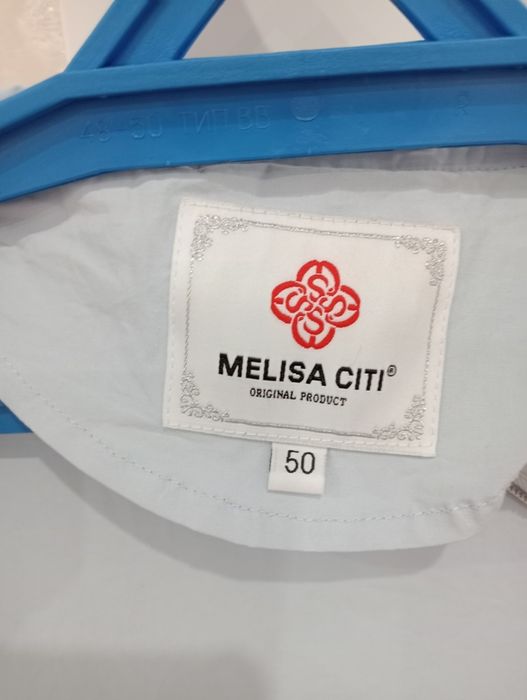 48-50 ТИП ВВ
MELISA CITI®
ORIGINAL PRODUCT
50